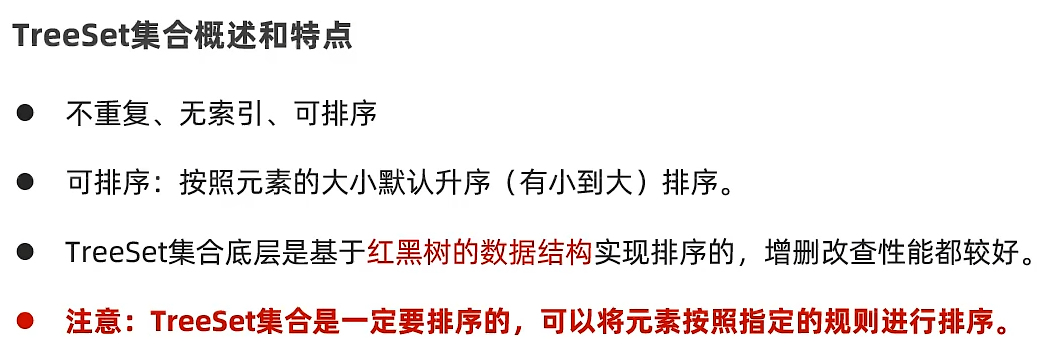 TreeSet集合概述和特点
● 不重复、无索引、可排序
● 可排序：按照元素的大小默认升序（有小到大）排序。
● TreeSet集合底层是基于红黑树的数据结构实现排序的，增删改查性能都较好。
● 注意：TreeSet集合是一定要排序的，可以将元素按照指定的规则进行排序。